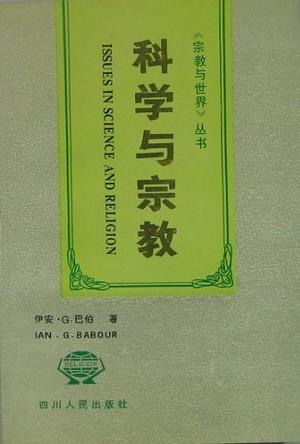 《宗教与世界》丛书
科学与宗教
ISSUES IN SCIENCE AND RELIGION
伊安·G.巴伯 著
IAN . G. BABOUR
RELIGION
四川人民出版社